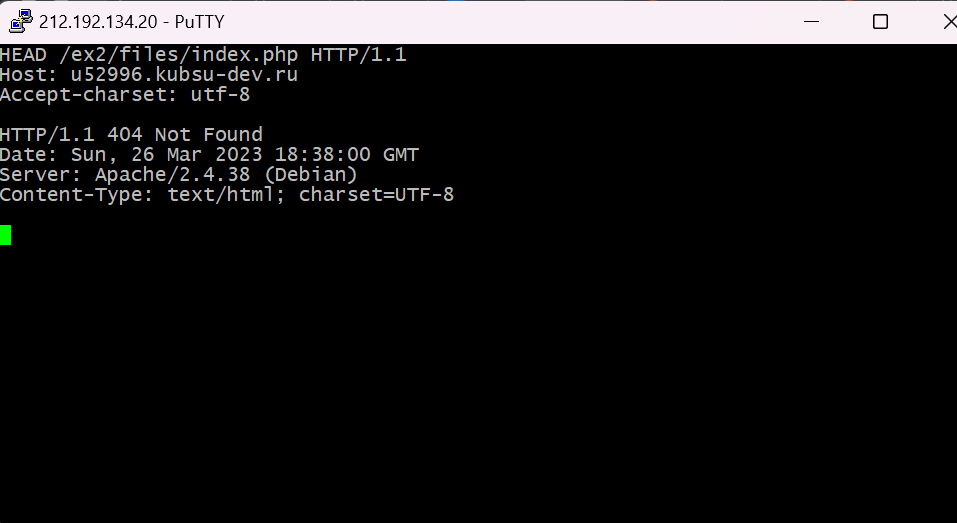 212.192.134.20 - PuTTY
HEAD /ex2/files/index.php HTTP/1.1
Host: u52996.kubsu-dev.ru
Accept-charset: utf-8
HTTP/1.1 404 Not Found
Date: Sun, 26 Mar 2023 18:38:00 GMT
Server: Apache/2.4.38 (Debian)
Content-Type: text/html; charset=UTF-8